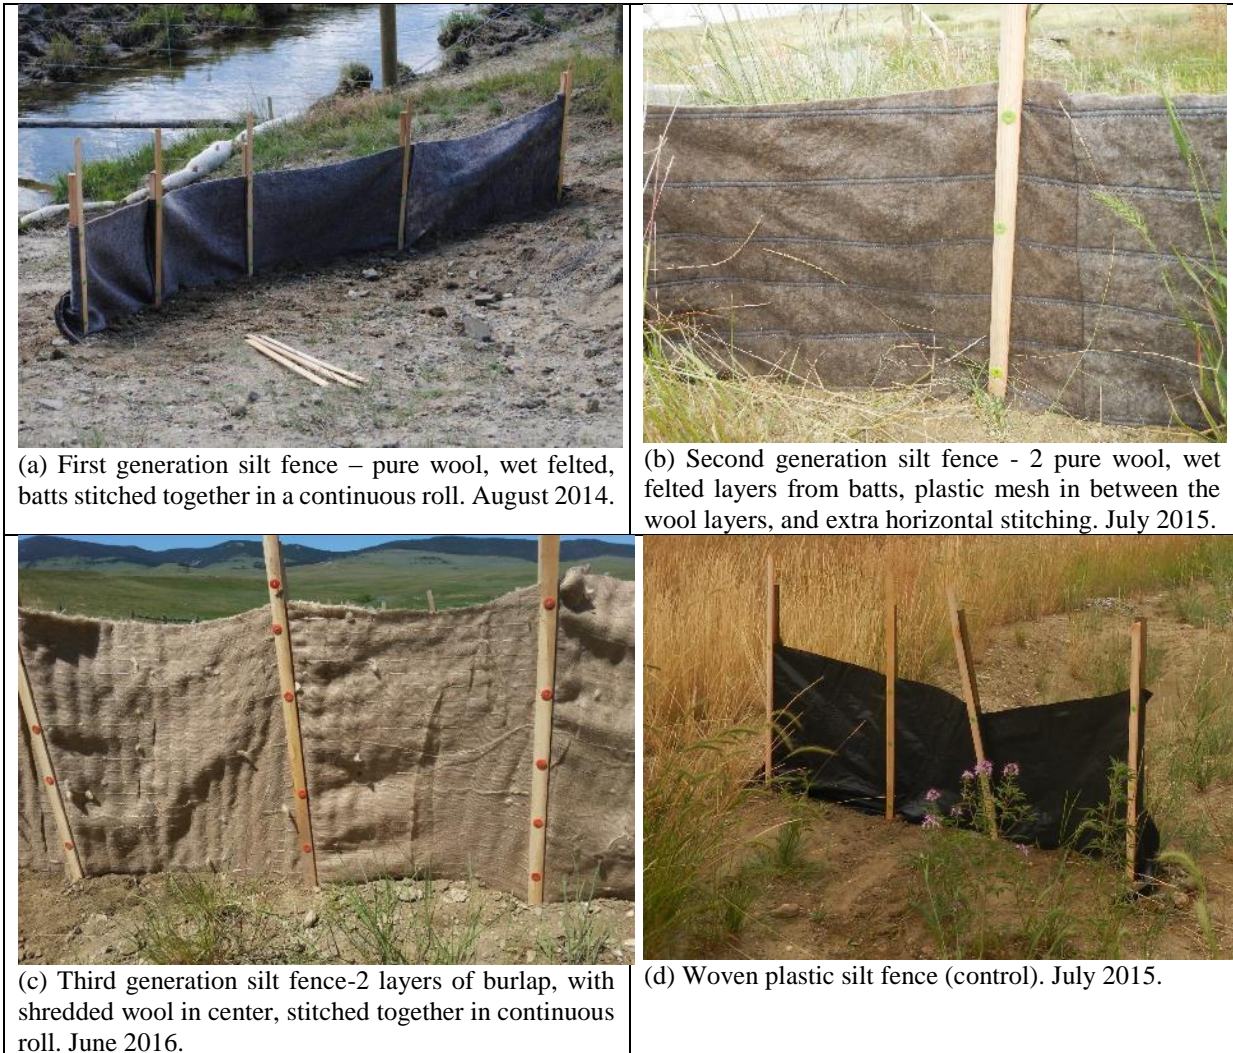 (a) First generation silt fence – pure wool, wet felted,
batts stitched together in a continuous roll. August 2014.
(b) Second generation silt fence - 2 pure wool, wet
felted layers from batts, plastic mesh in between the
wool layers, and extra horizontal stitching. July 2015.
(c) Third generation silt fence-2 layers of burlap, with
shredded wool in center, stitched together in continuous
roll. June 2016.
(d) Woven plastic silt fence (control). July 2015.